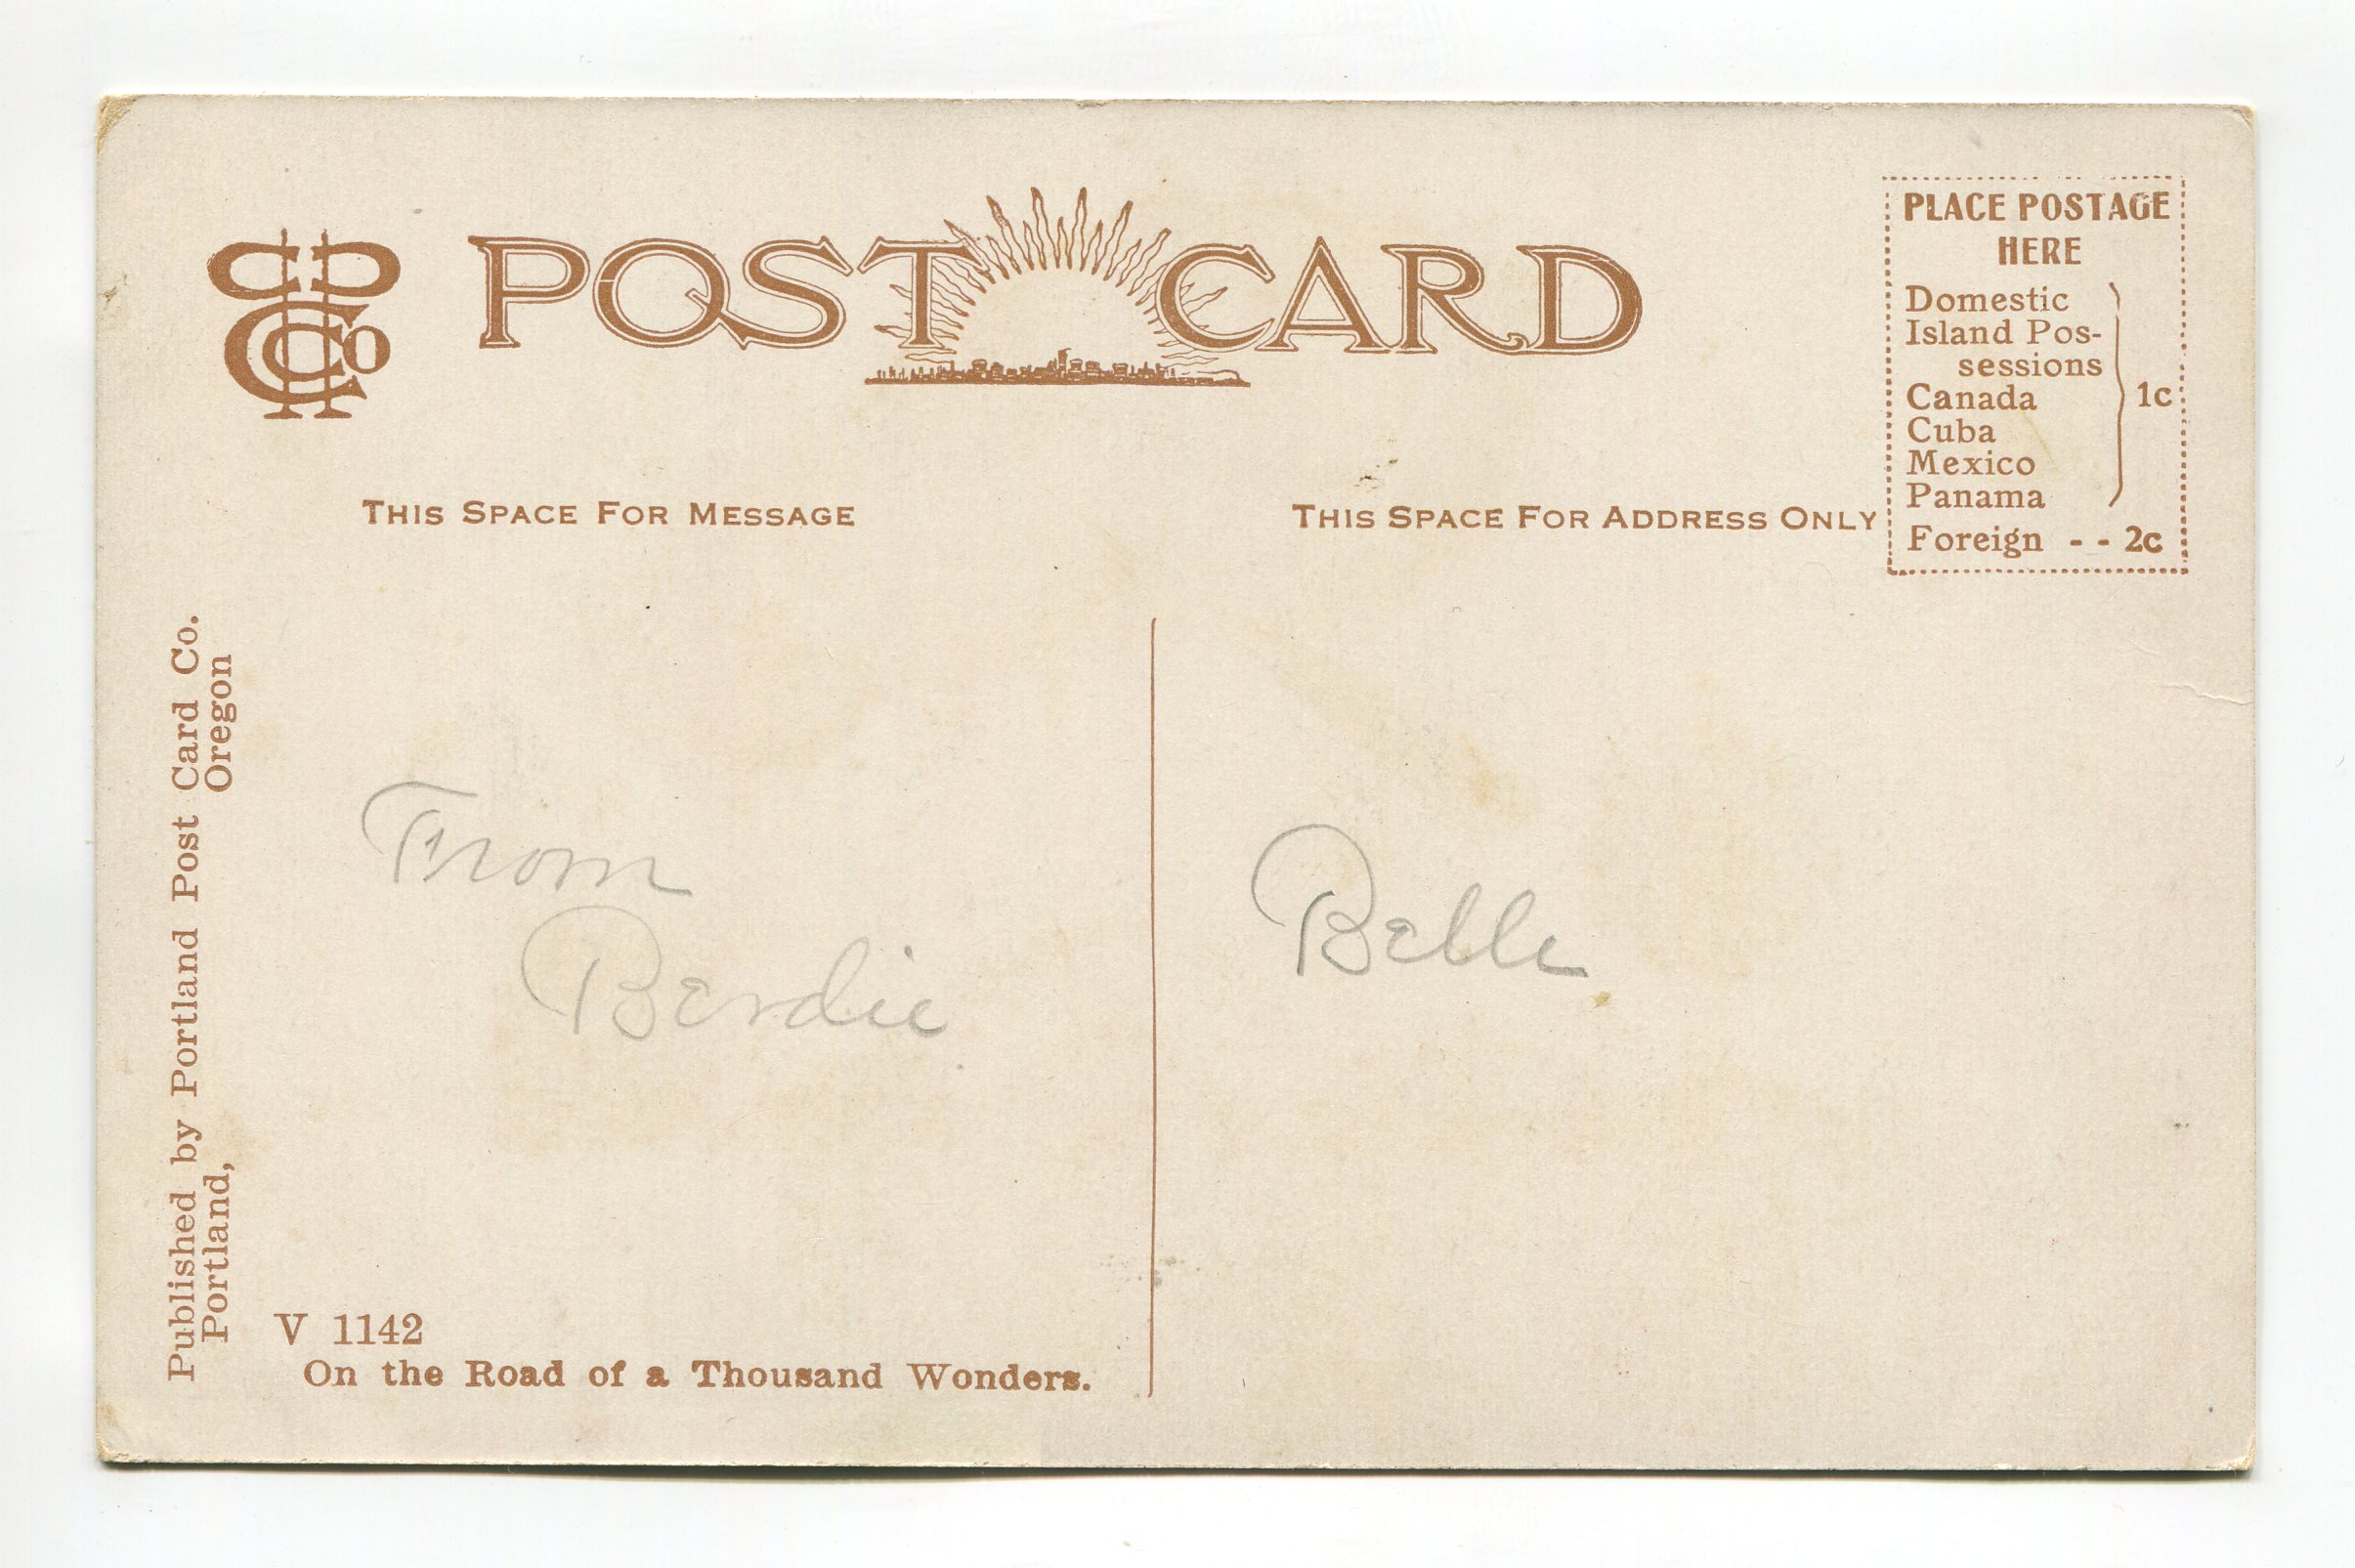 PPCCo
POST CARD
PLACE POSTAGE
HERE
Domestic
Island Pos-
sessions
Canada
Cuba
Mexico
Panama
1c
Foreign - - 2c
THIS SPACE FOR MESSAGE
THIS SPACE FOR ADDRESS ONLY
Published by Portland Post Card Co.
Portland, Oregon
From
Berdie
Belle
V 1142
On the Road of a Thousand Wonders.